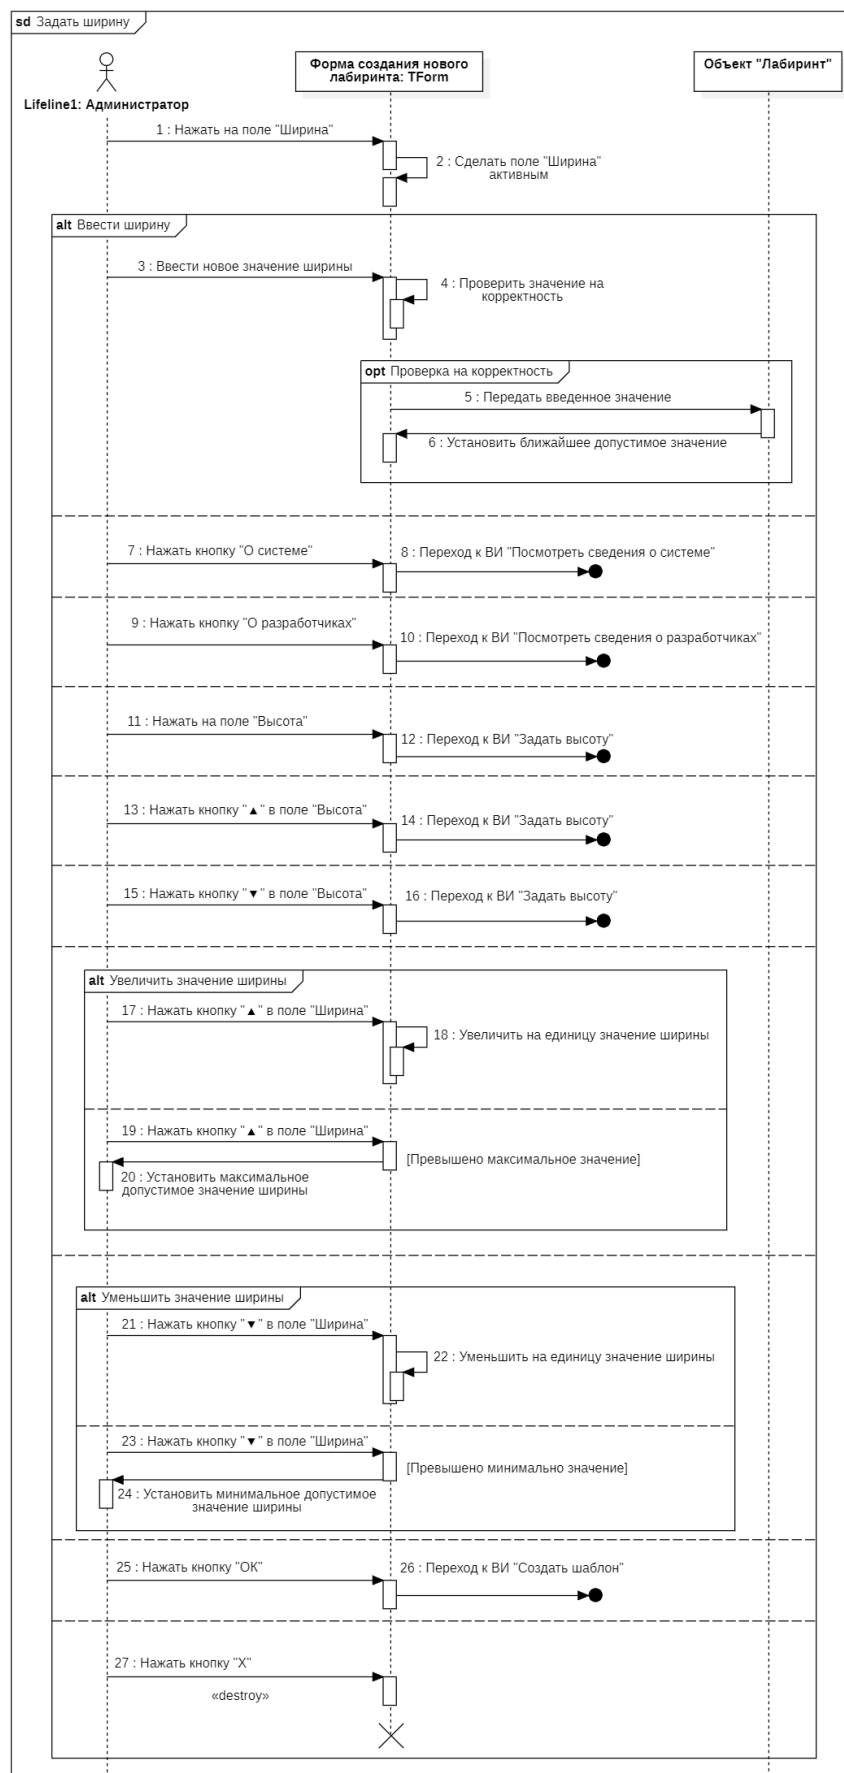 sd Задать ширину
Форма создания нового
лабиринта: TForm
Объект "Лабиринт"
Lifeline1: Администратор
1 : Нажать на поле "Ширина"
2 : Сделать поле "Ширина"
активным
alt Ввести ширину
3 : Ввести новое значение ширины
4 : Проверить значение на
корректность
opt Проверка на корректность
5 : Передать введенное значение
6 : Установить ближайшее допустимое значение
7 : Нажать кнопку "О системе"
8 : Переход к ВИ "Посмотреть сведения о системе"
9 : Нажать кнопку "О разработчиках"
10 : Переход к ВИ "Посмотреть сведения о разработчиках"
11 : Нажать на поле "Высота"
12 : Переход к ВИ "Задать высоту"
13 : Нажать кнопку "▲" в поле "Высота"
14 : Переход к ВИ "Задать высоту"
15 : Нажать кнопку "▼" в поле "Высота"
16 : Переход к ВИ "Задать высоту"
alt Увеличить значение ширины
17 : Нажать кнопку "▲" в поле "Ширина"
18 : Увеличить на единицу значение ширины
19 : Нажать кнопку "▲" в поле "Ширина"
[Превышено максимальное значение]
20 : Установить максимальное
допустимое значение ширины
alt Уменьшить значение ширины
21 : Нажать кнопку "▼" в поле "Ширина"
22 : Уменьшить на единицу значение ширины
23 : Нажать кнопку "▼" в поле "Ширина"
[Превышено минимально значение]
24 : Установить минимальное допустимое
значение ширины
25 : Нажать кнопку "ОК"
26 : Переход к ВИ "Создать шаблон"
27 : Нажать кнопку "X"
«destroy»